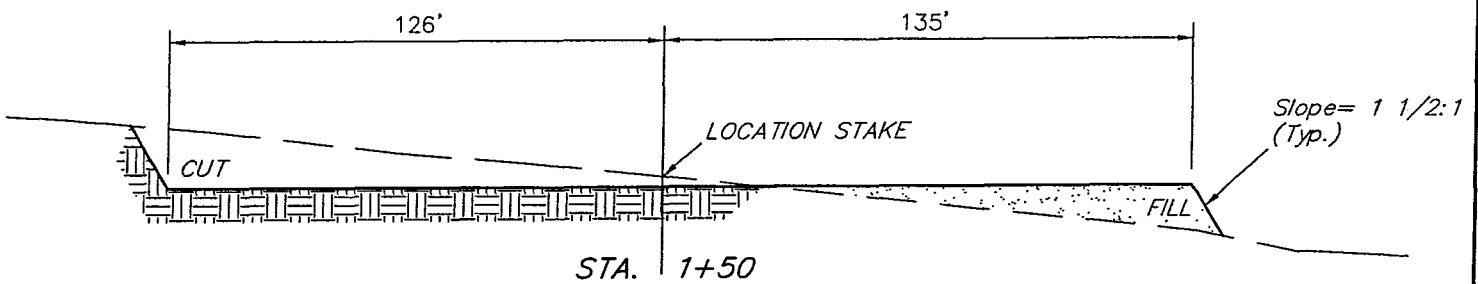 126'
135'
Slope= 1 1/2:1
(Typ.)
LOCATION STAKE
CUT
FILL
STA. 1+50